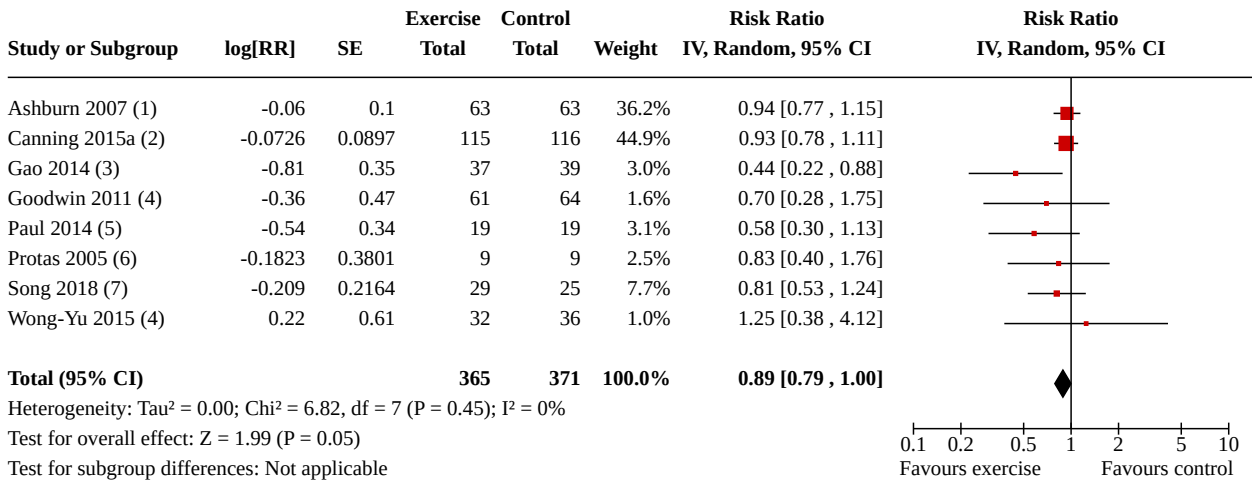 Exercise Control Risk Ratio Risk Ratio
Study or Subgroup log[RR] SE Total Total Weight IV, Random, 95% CI IV, Random, 95% CI
Ashburn 2007 (1) -0.06 0.1 63 63 36.2% 0.94 [0.77 , 1.15]
Canning 2015a (2) -0.0726 0.0897 115 116 44.9% 0.93 [0.78 , 1.11]
Gao 2014 (3) -0.81 0.35 37 39 3.0% 0.44 [0.22 , 0.88]
Goodwin 2011 (4) -0.36 0.47 61 64 1.6% 0.70 [0.28 , 1.75]
Paul 2014 (5) -0.54 0.34 19 19 3.1% 0.58 [0.30 , 1.13]
Protas 2005 (6) -0.1823 0.3801 9 9 2.5% 0.83 [0.40 , 1.76]
Song 2018 (7) -0.209 0.2164 29 25 7.7% 0.81 [0.53 , 1.24]
Wong-Yu 2015 (4) 0.22 0.61 32 36 1.0% 1.25 [0.38 , 4.12]
Total (95% CI) 365 371 100.0% 0.89 [0.79 , 1.00]
Heterogeneity: Tau² = 0.00; Chi² = 6.82, df = 7 (P = 0.45); I² = 0%
Test for overall effect: Z = 1.99 (P = 0.05)
0.1 0.2 0.5 1 2 5 10
Test for subgroup differences: Not applicable
Favours exercise Favours control